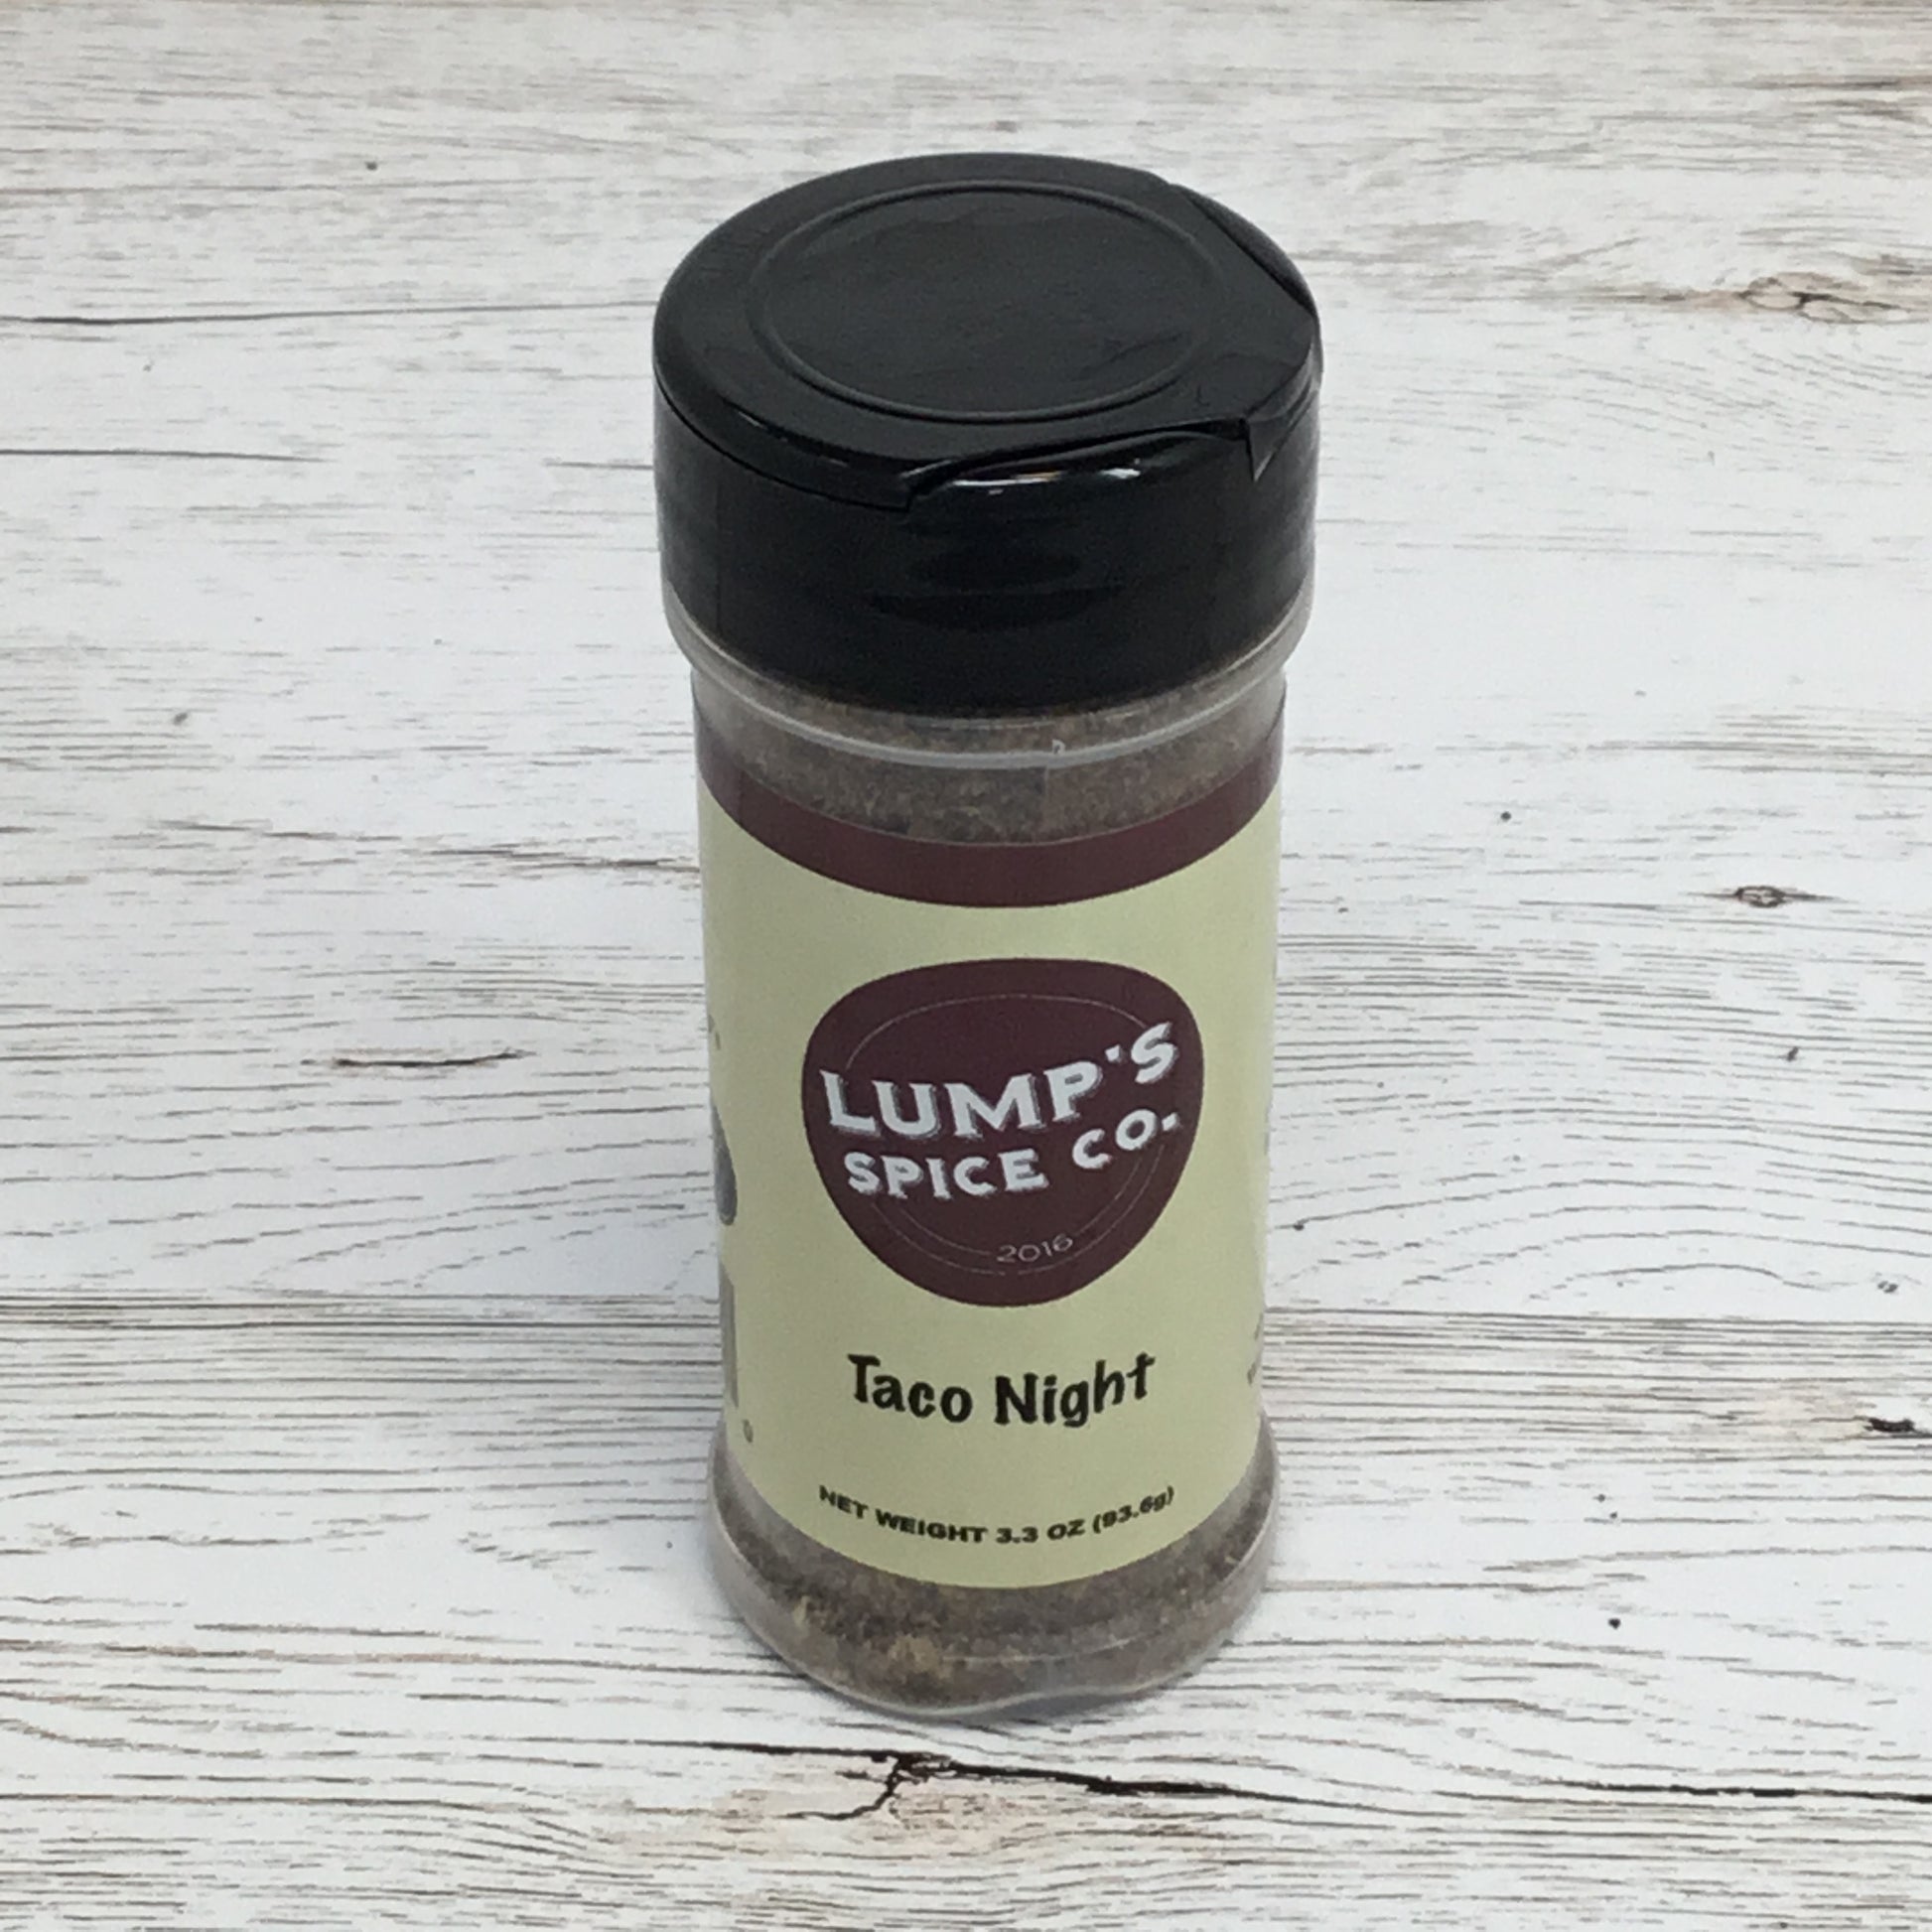 LUMP'S
SPICE CO.
2016
Taco Night
NET WEIGHT 3.3 OZ (93.6g)